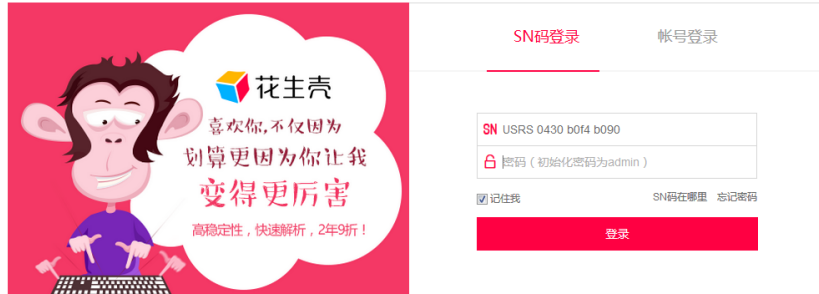 花生壳
喜欢你,不仅因为
划算更因为你让我
变得更厉害
高稳定性，快速解析，2年9折！
SN码登录 帐号登录
SN USRS 0430 b0f4 b090
密码（初始化密码为admin）
记住我 SN码在哪里 忘记密码
登录